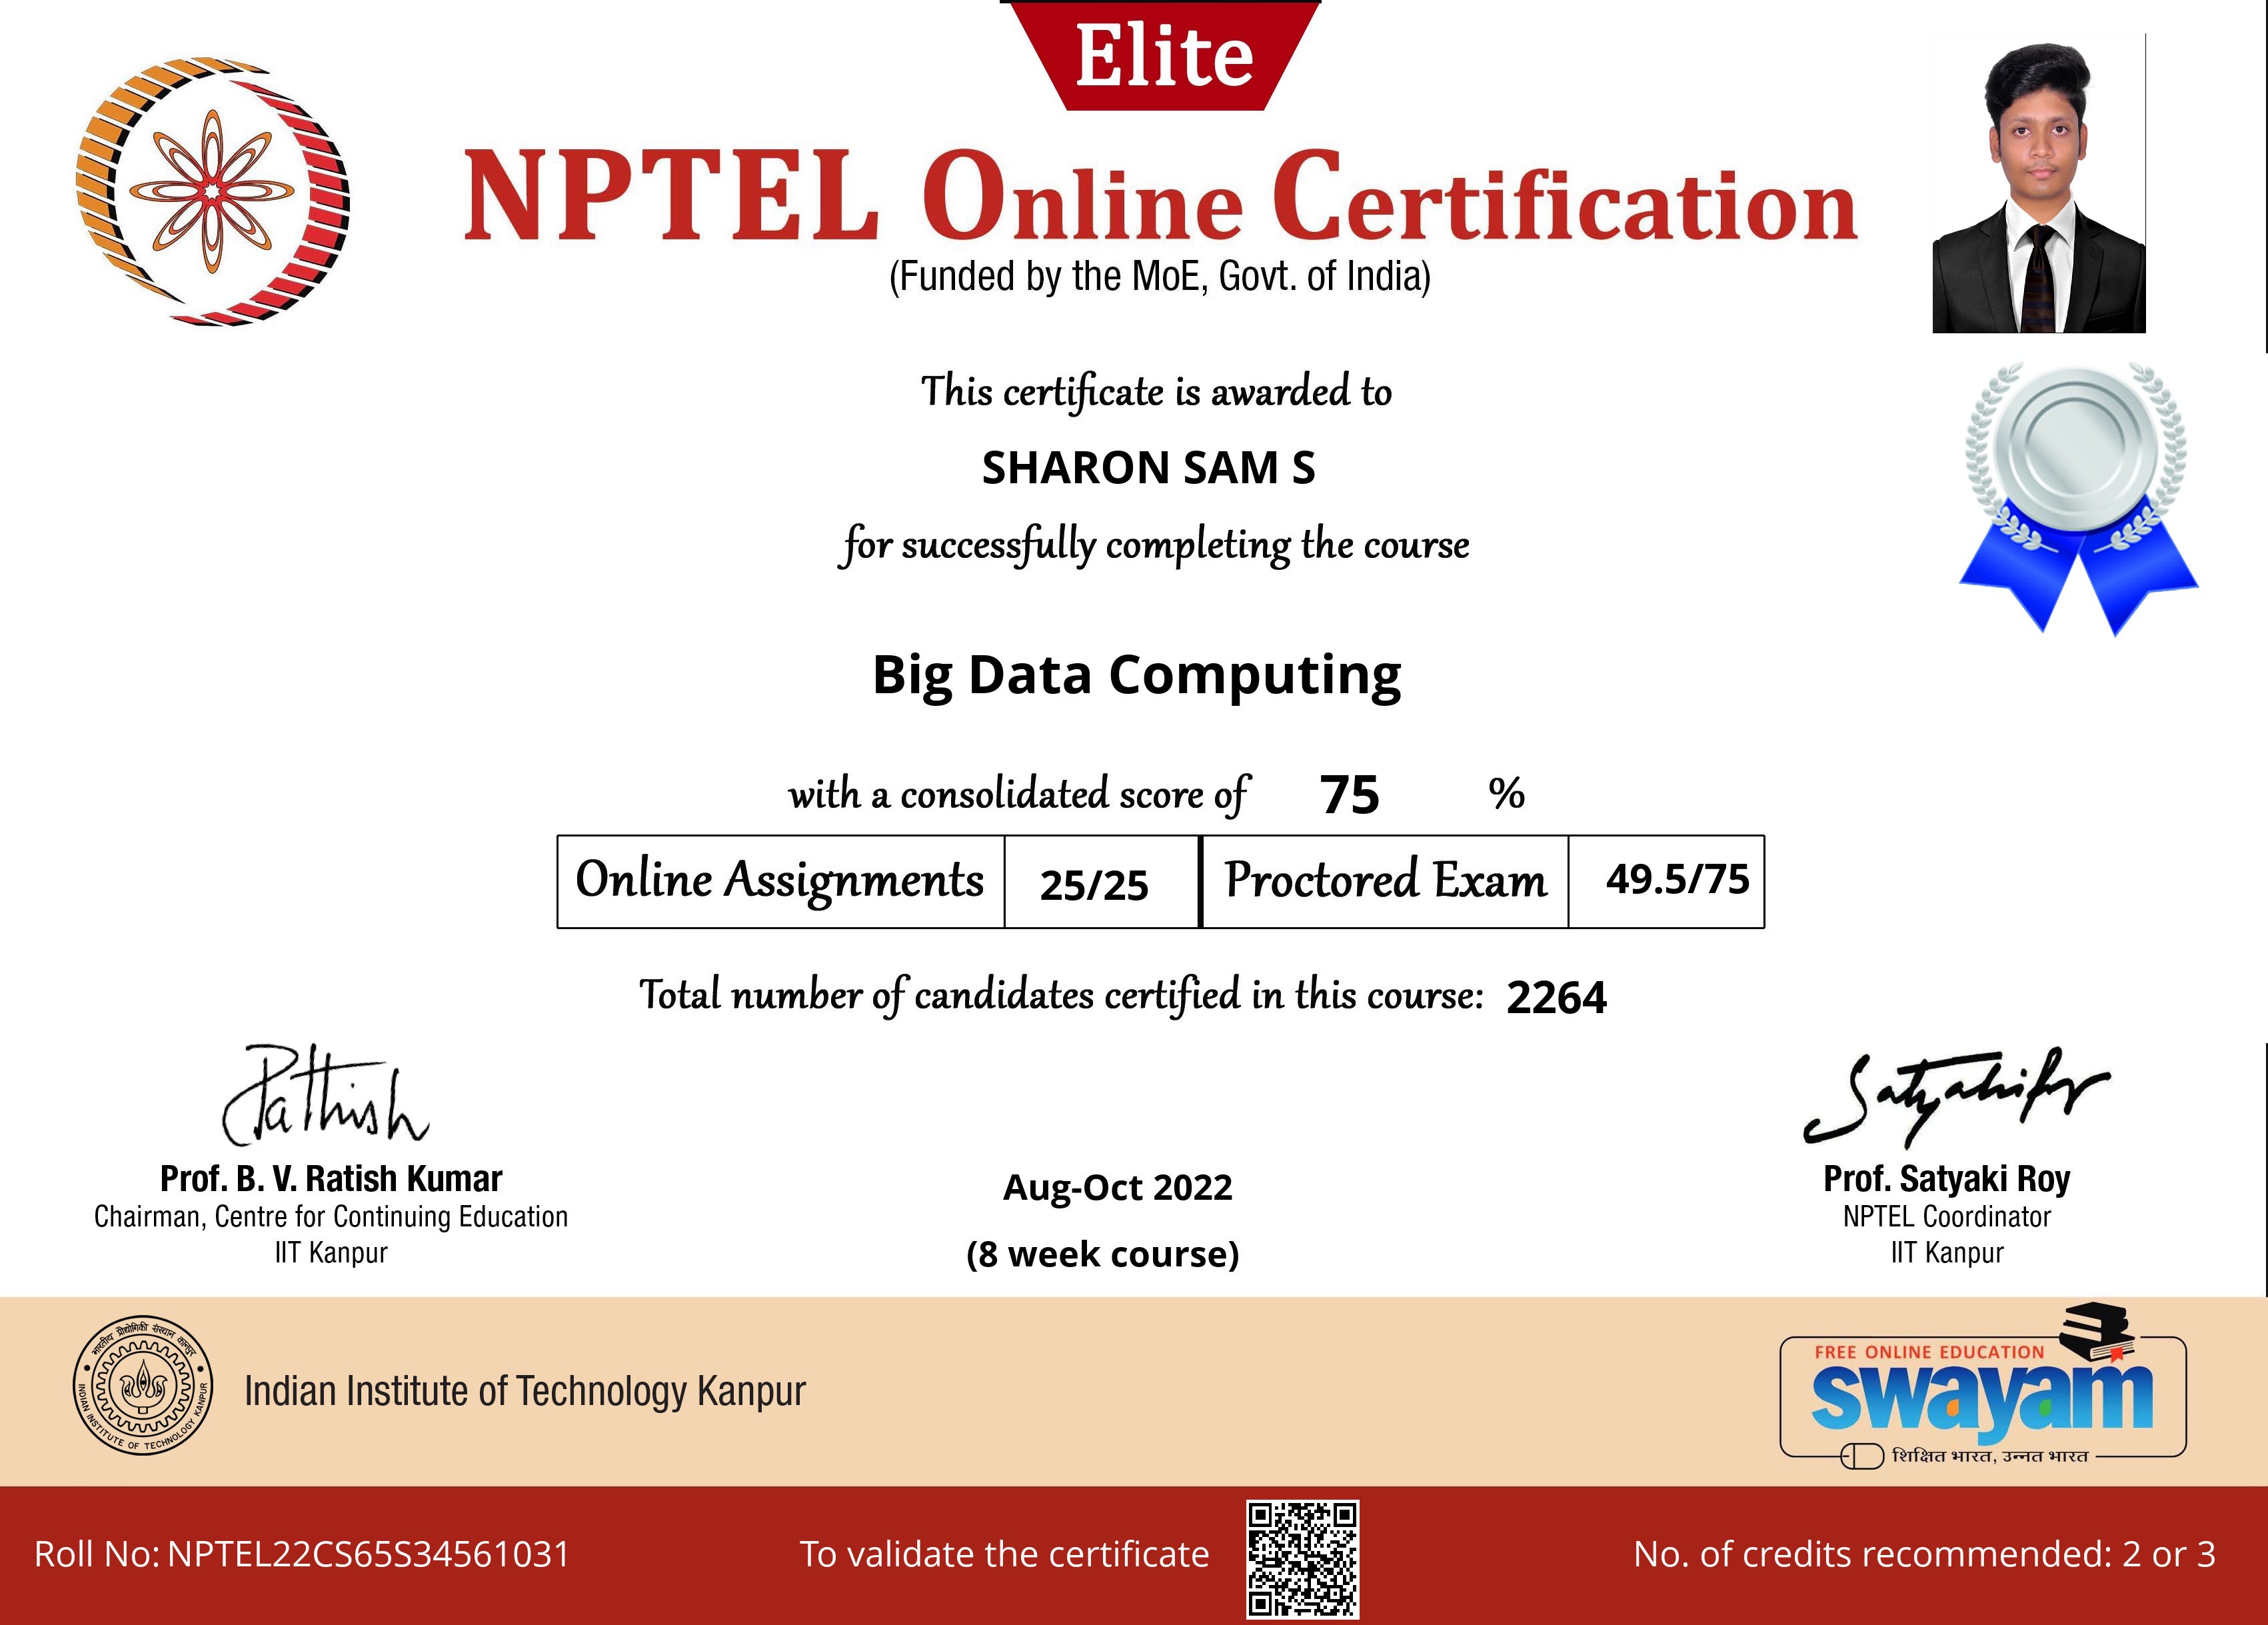 Elite
NPTEL Online Certification
(Funded by the MoE, Govt. of India)
This certificate is awarded to
SHARON SAM S
for successfully completing the course
Big Data Computing
with a consolidated score of 75 %
Online Assignments 25/25 Proctored Exam 49.5/75
Total number of candidates certified in this course: 2264
Prof. B. V. Ratish Kumar
Chairman, Centre for Continuing Education
IIT Kanpur
Aug-Oct 2022
(8 week course)
Prof. Satyaki Roy
NPTEL Coordinator
IIT Kanpur
भारतीय प्रौद्योगिकी संस्थान कानपुर
INDIAN INSTITUTE OF TECHNOLOGY KANPUR
Indian Institute of Technology Kanpur
FREE ONLINE EDUCATION
swayam
शिक्षित भारत, उन्नत भारत
Roll No: NPTEL22CS65S34561031
To validate the certificate
No. of credits recommended: 2 or 3